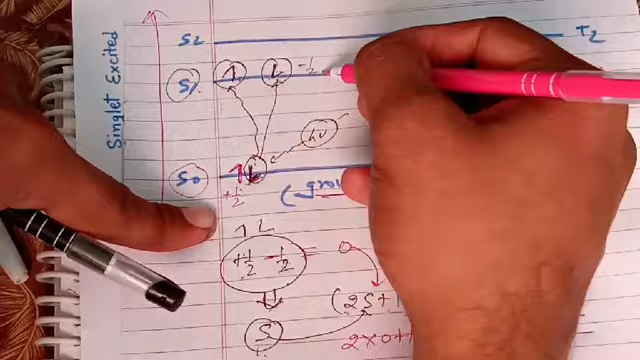 Singlet Excited
S2 T2
S1 1 -1/2
hν
S0
+1/2
1
+1/2 -1/2 = 0
(2S+1
S
2×0+1